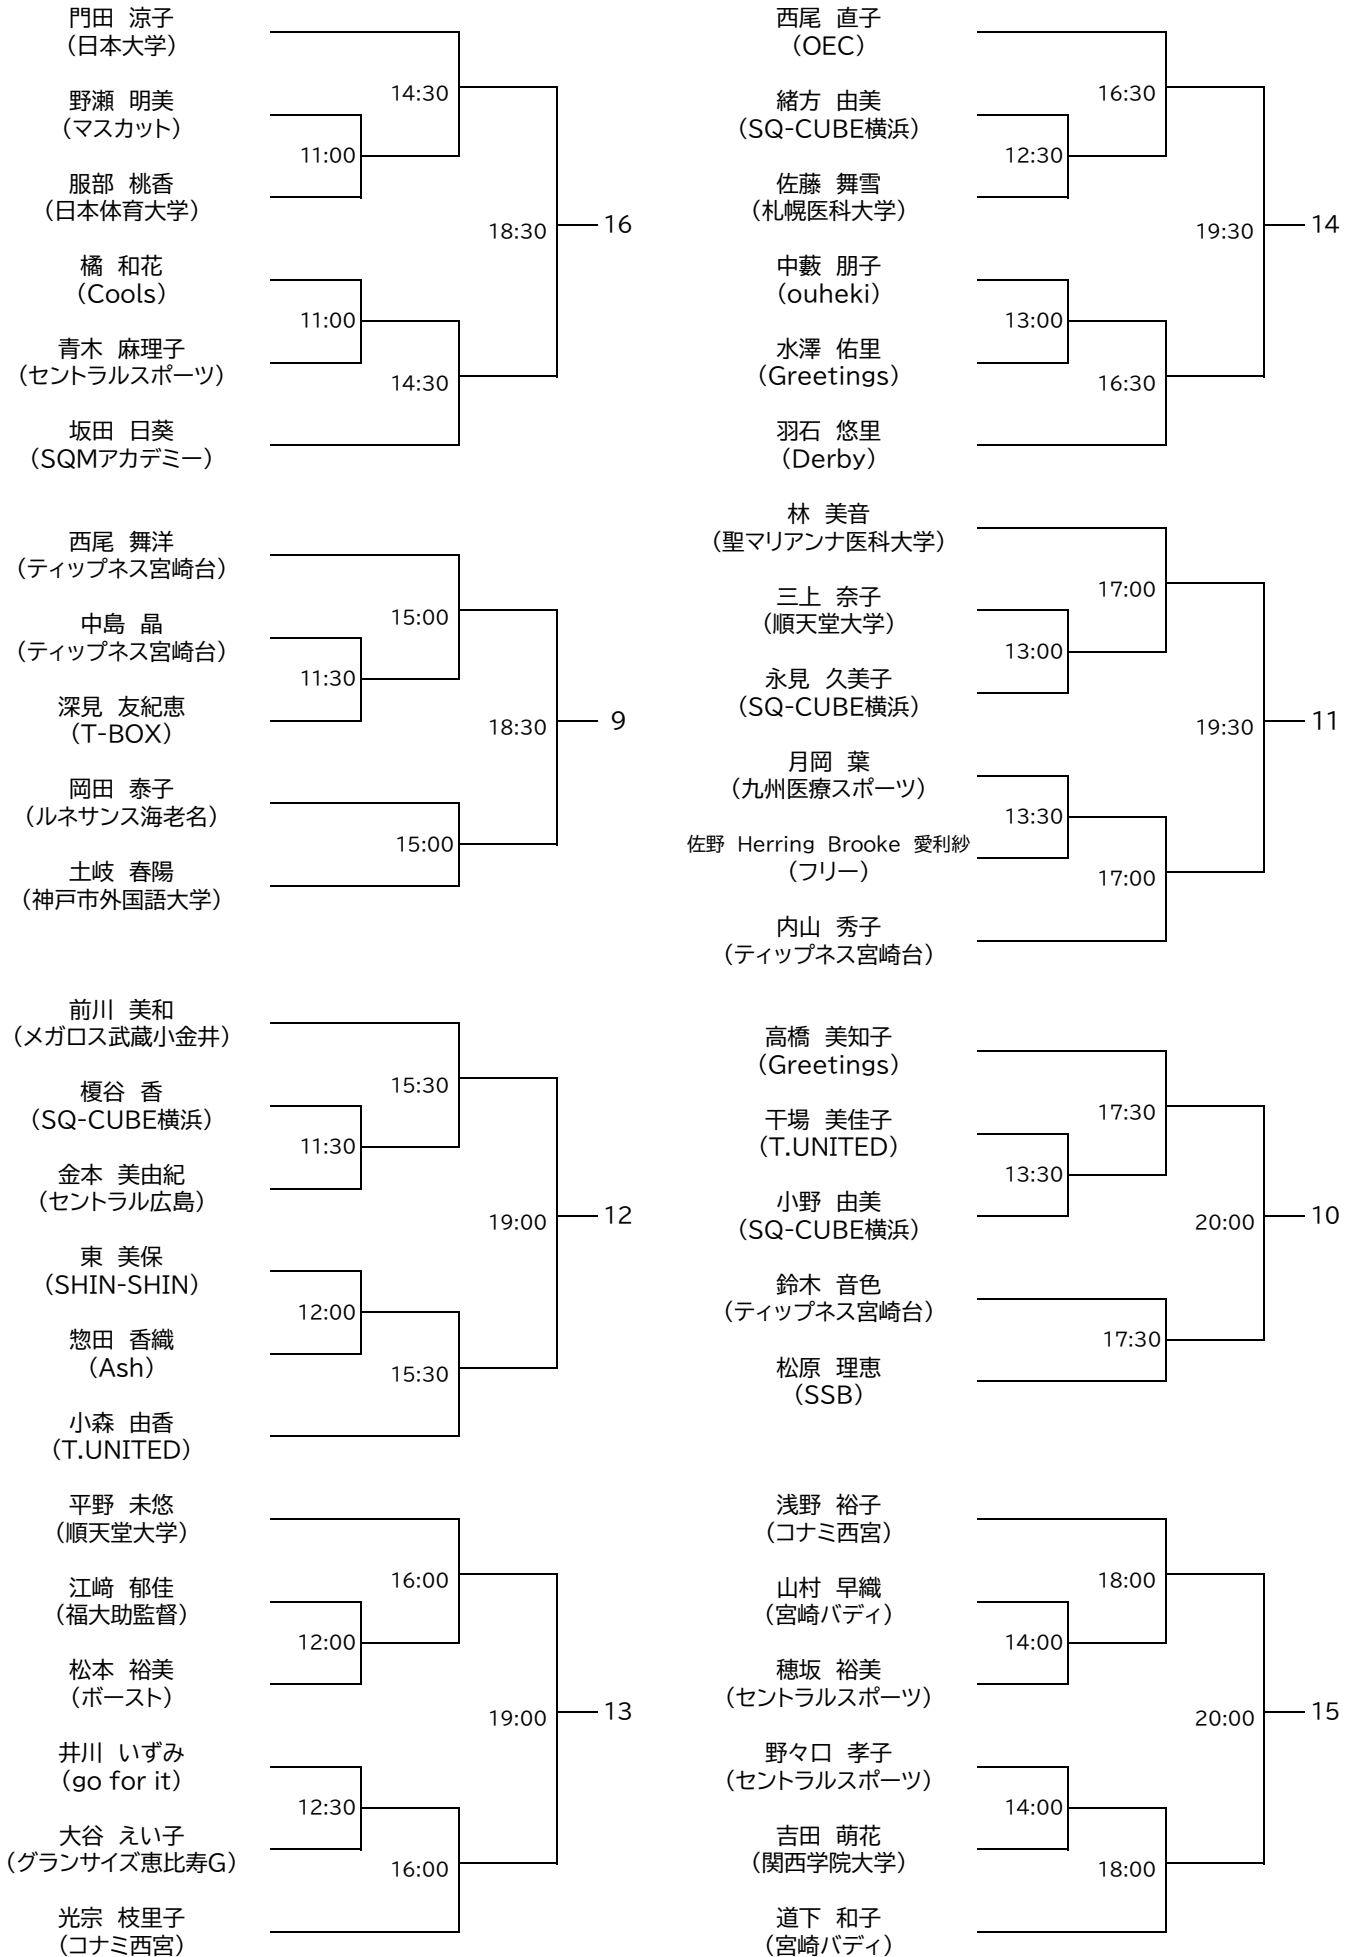 門田 涼子
(日本大学)
14:30
野瀬 明美
(マスカット)
11:00
服部 桃香
(日本体育大学)
18:30
16
橘 和花
(Cools)
11:00
青木 麻理子
(セントラルスポーツ)
14:30
坂田 日葵
(SQMアカデミー)
西尾 舞洋
(ティップネス宮崎台)
15:00
中島 晶
(ティップネス宮崎台)
11:30
深見 友紀恵
(T-BOX)
18:30
9
岡田 泰子
(ルネサンス海老名)
15:00
土岐 春陽
(神戸市外国語大学)
前川 美和
(メガロス武蔵小金井)
15:30
榎谷 香
(SQ-CUBE横浜)
11:30
金本 美由紀
(セントラル広島)
19:00
12
東 美保
(SHIN-SHIN)
12:00
惣田 香織
(Ash)
15:30
小森 由香
(T.UNITED)
平野 未悠
(順天堂大学)
16:00
江﨑 郁佳
(福大助監督)
12:00
松本 裕美
(ボースト)
19:00
13
井川 いずみ
(go for it)
12:30
大谷 えい子
(グランサイズ恵比寿G)
16:00
光宗 枝里子
(コナミ西宮)
西尾 直子
(OEC)
16:30
緒方 由美
(SQ-CUBE横浜)
12:30
佐藤 舞雪
(札幌医科大学)
19:30
14
中藪 朋子
(ouheki)
13:00
水澤 佑里
(Greetings)
16:30
羽石 悠里
(Derby)
林 美音
(聖マリアンナ医科大学)
17:00
三上 奈子
(順天堂大学)
13:00
永見 久美子
(SQ-CUBE横浜)
19:30
11
月岡 葉
(九州医療スポーツ)
13:30
佐野 Herring Brooke 愛利紗
(フリー)
17:00
内山 秀子
(ティップネス宮崎台)
高橋 美知子
(Greetings)
17:30
干場 美佳子
(T.UNITED)
13:30
小野 由美
(SQ-CUBE横浜)
20:00
10
鈴木 音色
(ティップネス宮崎台)
17:30
松原 理恵
(SSB)
浅野 裕子
(コナミ西宮)
18:00
山村 早織
(宮崎バディ)
14:00
穂坂 裕美
(セントラルスポーツ)
20:00
15
野々口 孝子
(セントラルスポーツ)
14:00
吉田 萌花
(関西学院大学)
18:00
道下 和子
(宮崎バディ)